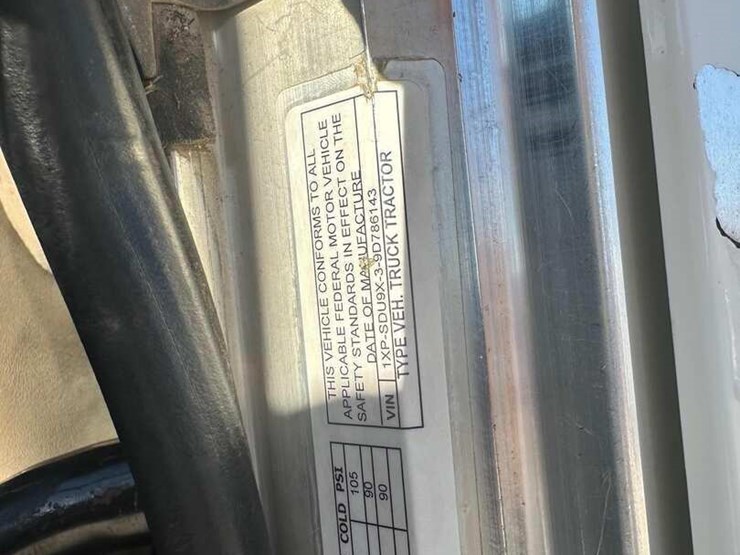 THIS VEHICLE CONFORMS TO ALL
APPLICABLE FEDERAL MOTOR VEHICLE
SAFETY STANDARDS IN EFFECT ON THE
DATE OF MANUFACTURE
VIN 1XP-SDU9X-3-9D786143
TYPE VEH. TRUCK TRACTOR
COLD PSI
105
90
90